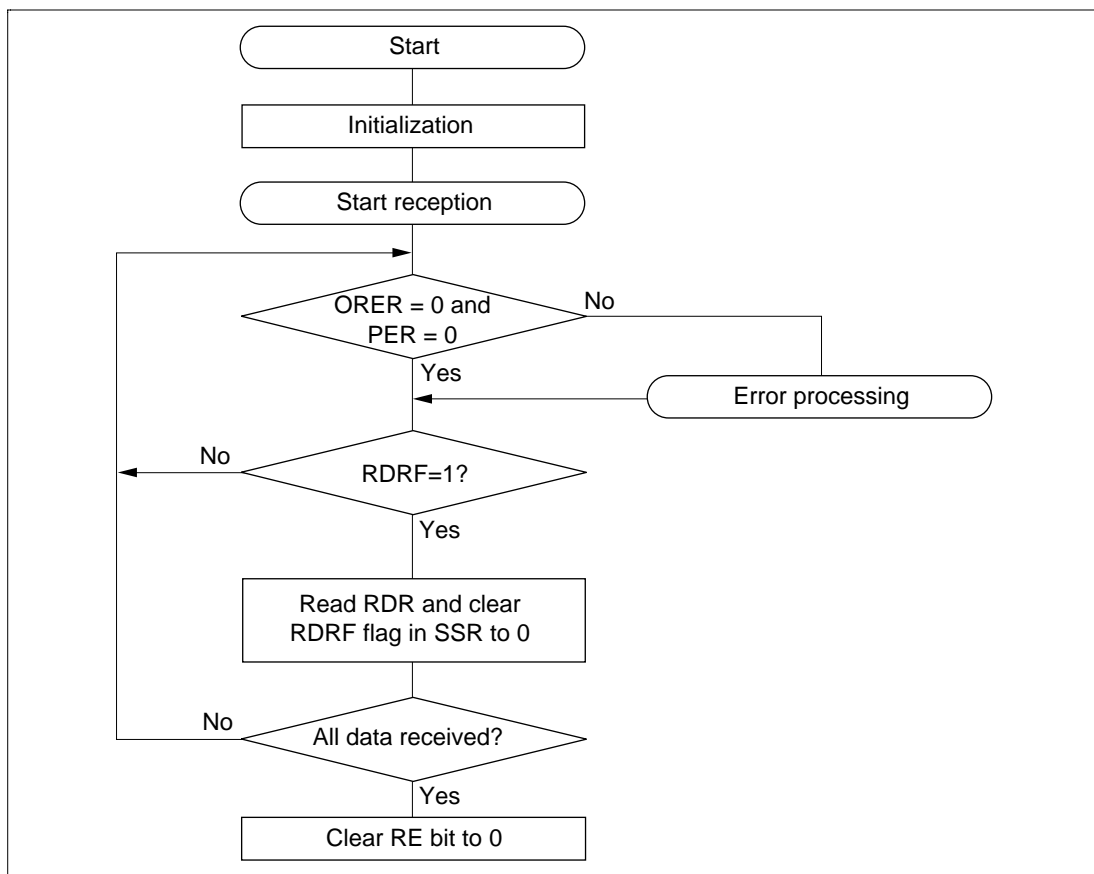 Start
Initialization
Start reception
ORER = 0 and
PER = 0
No
Yes
Error processing
No
RDRF=1?
Yes
Read RDR and clear
RDRF flag in SSR to 0
No
All data received?
Yes
Clear RE bit to 0